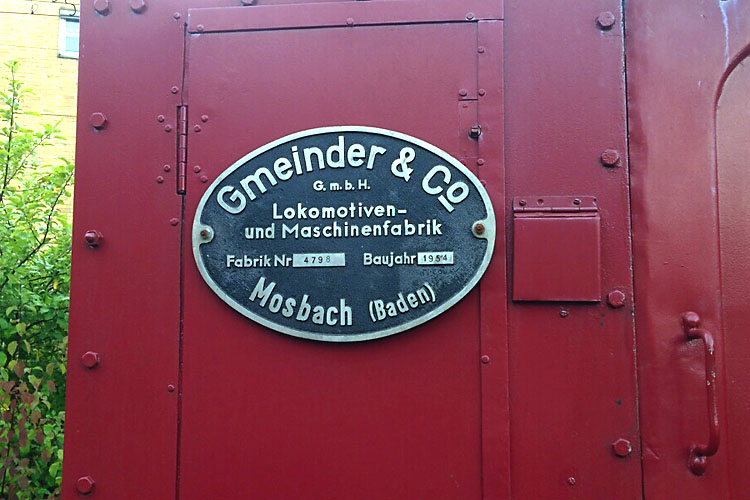 Gmeinder & Co
G.m.b.H.
Lokomotiven-
und Maschinenfabrik
Fabrik Nr 4798 Baujahr 1954
Mosbach (Baden)